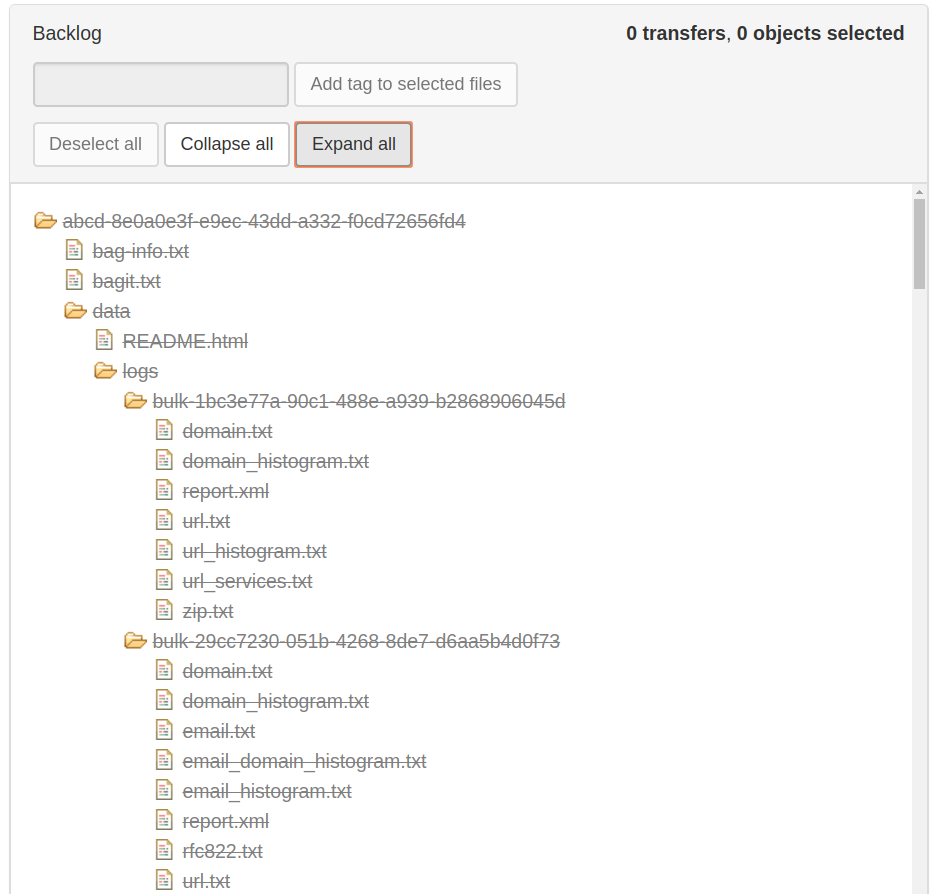 Backlog
0 transfers, 0 objects selected
Add tag to selected files
Deselect all
Collapse all
Expand all
abcd-8e0a0e3f-e9ec-43dd-a332-f0cd72656fd4
bag-info.txt
bagit.txt
data
README.html
logs
bulk-1bc3e77a-90c1-488e-a939-b2868906045d
domain.txt
domain_histogram.txt
report.xml
url.txt
url_histogram.txt
url_services.txt
zip.txt
bulk-29cc7230-051b-4268-8de7-d6aa5b4d0f73
domain.txt
domain_histogram.txt
email.txt
email_domain_histogram.txt
email_histogram.txt
report.xml
rfc822.txt
url.txt